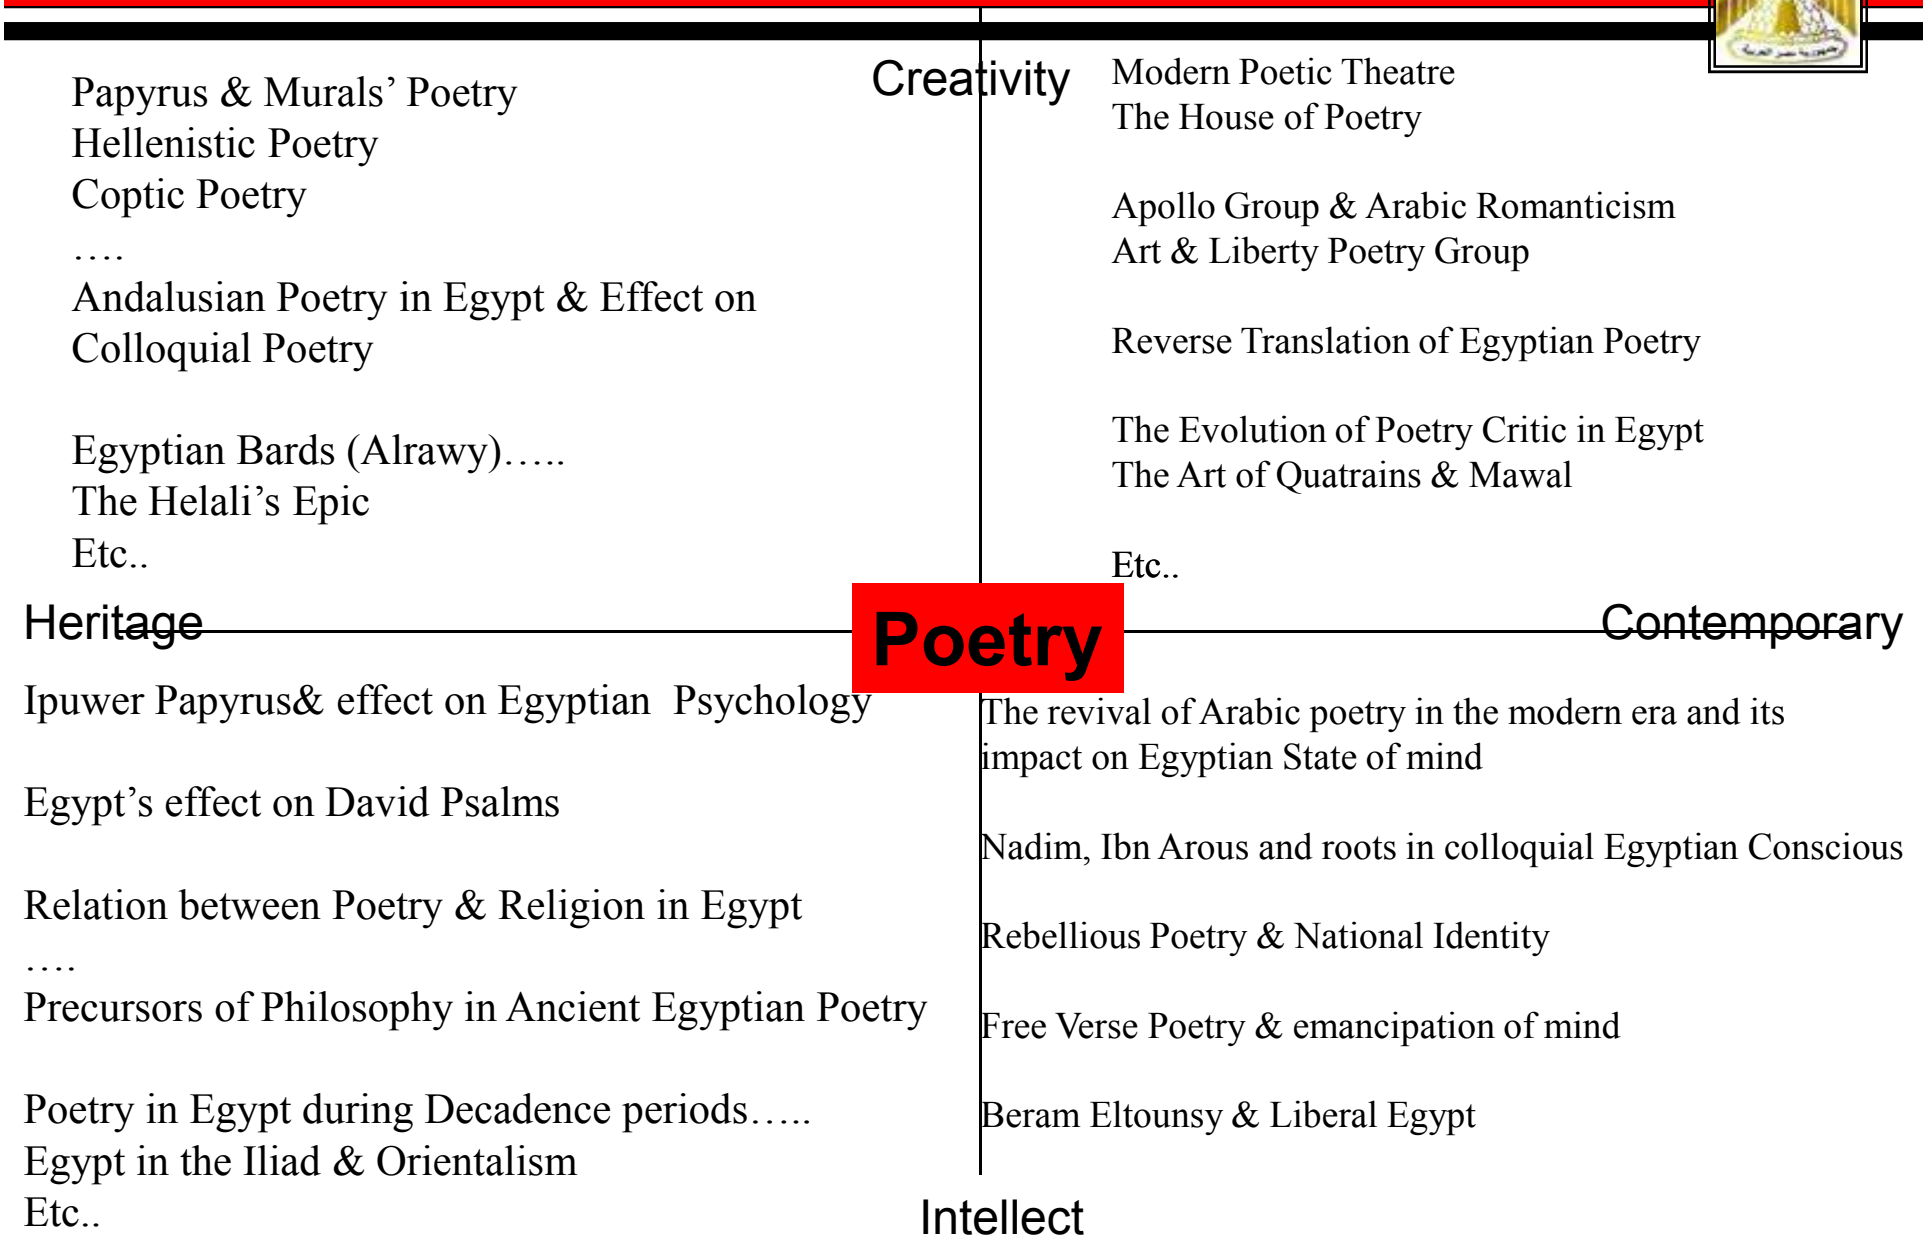 Creativity
Papyrus & Murals’ Poetry
Hellenistic Poetry
Coptic Poetry
….
Andalusian Poetry in Egypt & Effect on
Colloquial Poetry
Egyptian Bards (Alrawy)…..
The Helali’s Epic
Etc..
Modern Poetic Theatre
The House of Poetry
Apollo Group & Arabic Romanticism
Art & Liberty Poetry Group
Reverse Translation of Egyptian Poetry
The Evolution of Poetry Critic in Egypt
The Art of Quatrains & Mawal
Etc..
Heritage
Poetry
Contemporary
Ipuwer Papyrus& effect on Egyptian  Psychology
Egypt’s effect on David Psalms
Relation between Poetry & Religion in Egypt
….
Precursors of Philosophy in Ancient Egyptian Poetry
Poetry in Egypt during Decadence periods…..
Egypt in the Iliad & Orientalism
Etc..
The revival of Arabic poetry in the modern era and its
impact on Egyptian State of mind
Nadim, Ibn Arous and roots in colloquial Egyptian Conscious
Rebellious Poetry & National Identity
Free Verse Poetry & emancipation of mind
Beram Eltounsy & Liberal Egypt
Intellect
جمهورية مصر العربية